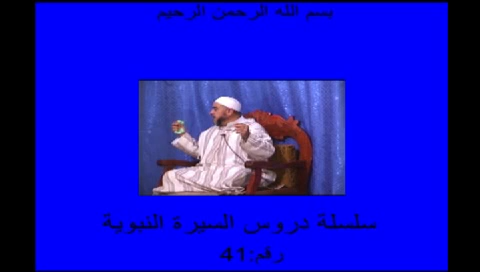 بسم الله الرحمن الرحيم
سلسلة دروس السيرة النبوية
رقم:41